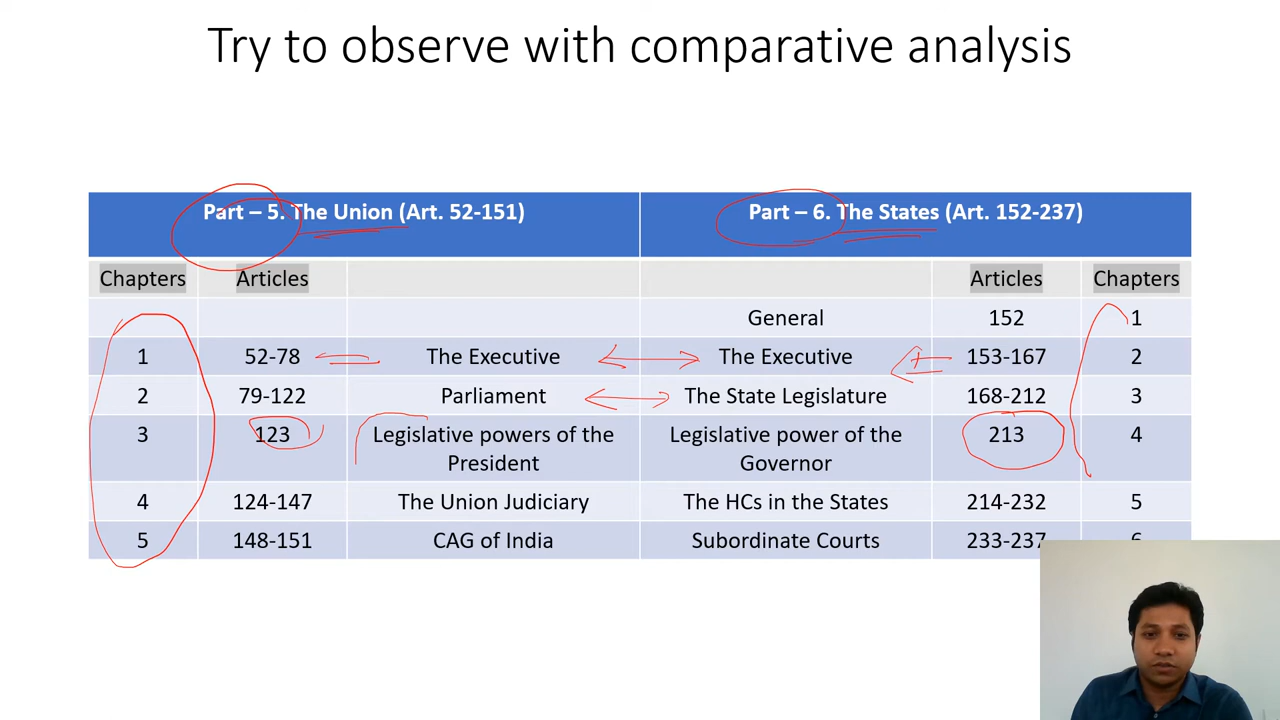 Try to observe with comparative analysis
Part – 5. The Union (Art. 52-151) Part – 6. The States (Art. 152-237)
Chapters Articles Articles Chapters
General 152 1
1 52-78 The Executive The Executive 153-167 2
2 79-122 Parliament The State Legislature 168-212 3
3 123 Legislative powers of the Legislative power of the 213 4
President Governor
4 124-147 The Union Judiciary The HCs in the States 214-232 5
5 148-151 CAG of India Subordinate Courts 233-237 6